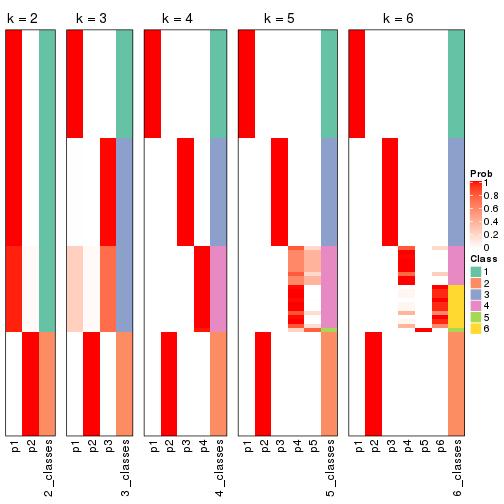 k = 2
k = 3
k = 4
k = 5
k = 6
Prob
1
0.8
0.6
0.4
0.2
0
Class
1
2
3
4
5
6
p1
p2
2_classes
p1
p2
p3
3_classes
p1
p2
p3
p4
4_classes
p1
p2
p3
p4
p5
5_classes
p1
p2
p3
p4
p5
p6
6_classes